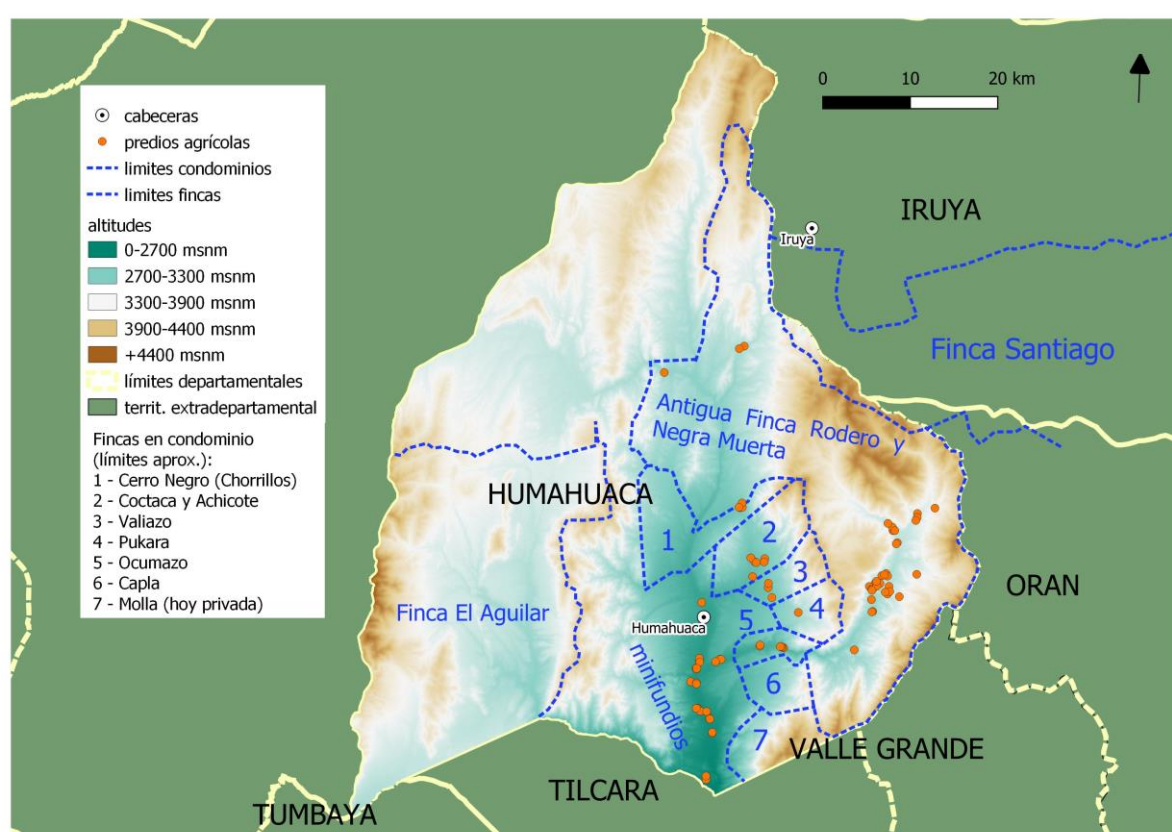 cabeceras
predios agrícolas
limites condominios
limites fincas
altitudes
0-2700 msnm
2700-3300 msnm
3300-3900 msnm
3900-4400 msnm
+4400 msnm
límites departamentales
territ. extradepartamental
Fincas en condominio
(límites aprox.):
1 - Cerro Negro (Chorrillos)
2 - Coctaca y Achicote
3 - Valiazo
4 - Pukara
5 - Ocumazo
6 - Capla
7 - Molla (hoy privada)
0 10 20 km
IRUYA
Iruya
Finca Santiago
Antigua Finca Rodero y
Negra Muerta
HUMAHUACA
1
2
3
4
5
6
7
ORAN
Finca El Aguilar
Humahuaca
minifundios
VALLE GRANDE
TILCARA
TUMBAYA